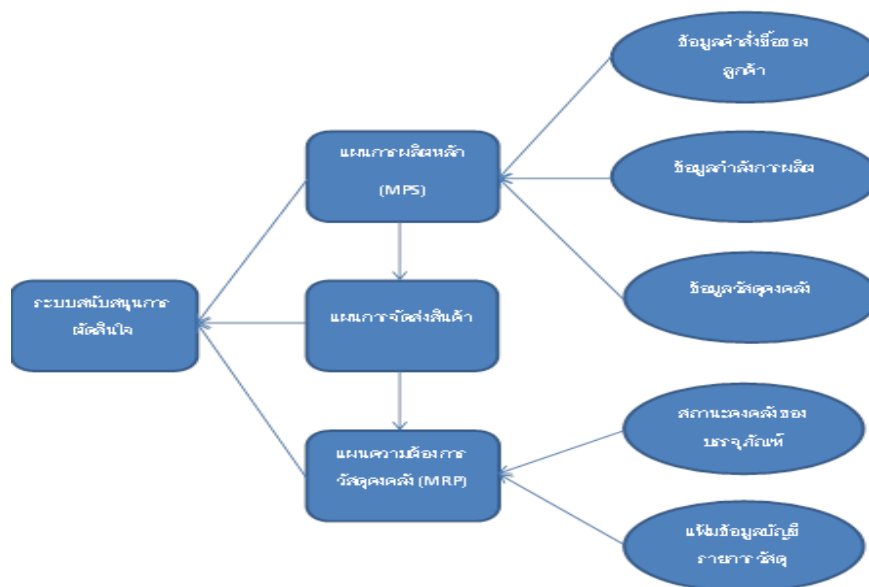 ข้อมูลคำสั่งซื้อของ
ลูกค้า
แผนการผลิตหลัก
(MPS)
ข้อมูลกำลังการผลิต
ระบบสนับสนุนการ
ตัดสินใจ
แผนการจัดส่งสินค้า
ข้อมูลวัสดุคงคลัง
แผนความต้องการ
วัสดุคงคลัง (MRP)
สถานะคงคลังของ
บรรจุภัณฑ์
แฟ้มข้อมูลบัญชี
รายการวัสดุ